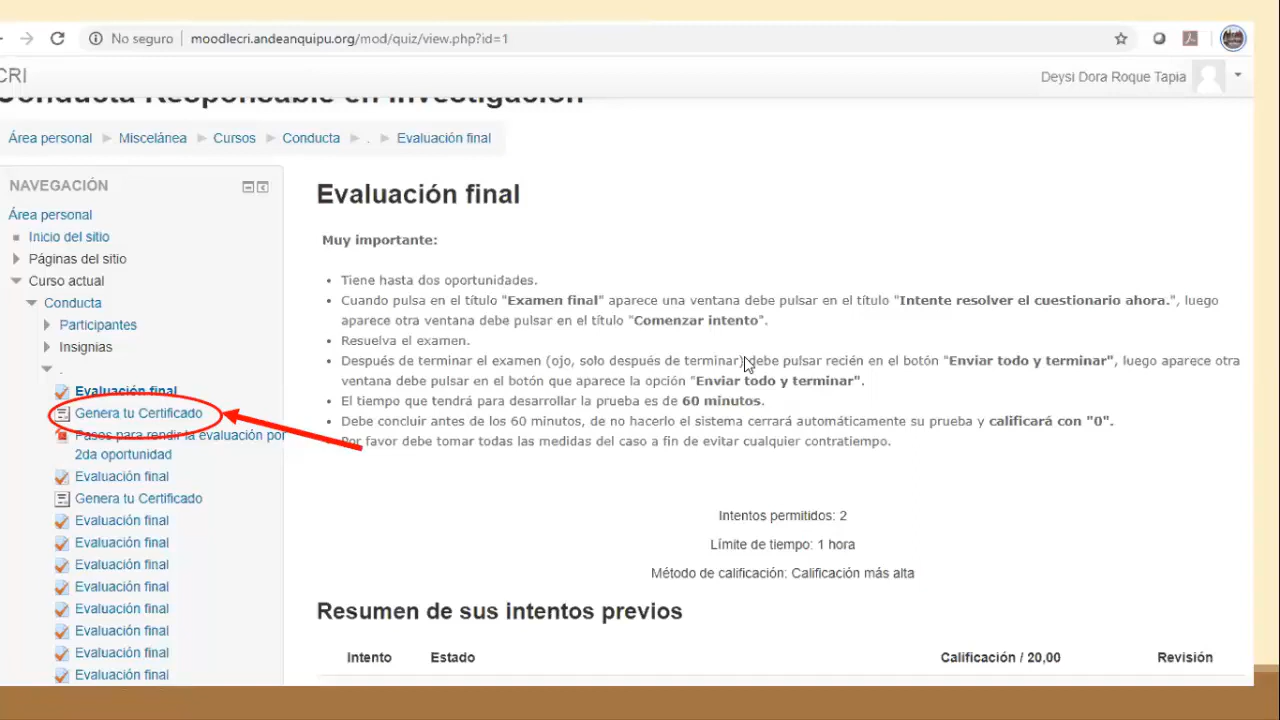 No seguro
moodlecri.andeanquipu.org/mod/quiz/view.php?id=1
CRI
Deysi Dora Roque Tapia
Conducta Responsable en Investigación
Área personal Miscelánea Cursos Conducta . Evaluación final
NAVEGACIÓN
Área personal
Inicio del sitio
Páginas del sitio
Curso actual
Conducta
Participantes
Insignias
.
Evaluación final
Genera tu Certificado
Pasos para rendir la evaluación por
2da oportunidad
Evaluación final
Genera tu Certificado
Evaluación final
Evaluación final
Evaluación final
Evaluación final
Evaluación final
Evaluación final
Evaluación final
Evaluación final
Evaluación final
Muy importante:
Tiene hasta dos oportunidades.
Cuando pulsa en el título "Examen final" aparece una ventana debe pulsar en el título "Intente resolver el cuestionario ahora.", luego
aparece otra ventana debe pulsar en el título "Comenzar intento".
Resuelva el examen.
Después de terminar el examen (ojo, solo después de terminar) debe pulsar recién en el botón "Enviar todo y terminar", luego aparece otra
ventana debe pulsar en el botón que aparece la opción "Enviar todo y terminar".
El tiempo que tendrá para desarrollar la prueba es de 60 minutos.
Debe concluir antes de los 60 minutos, de no hacerlo el sistema cerrará automáticamente su prueba y calificará con "0".
Por favor debe tomar todas las medidas del caso a fin de evitar cualquier contratiempo.
Intentos permitidos: 2
Límite de tiempo: 1 hora
Método de calificación: Calificación más alta
Resumen de sus intentos previos
Intento Estado Calificación / 20,00 Revisión